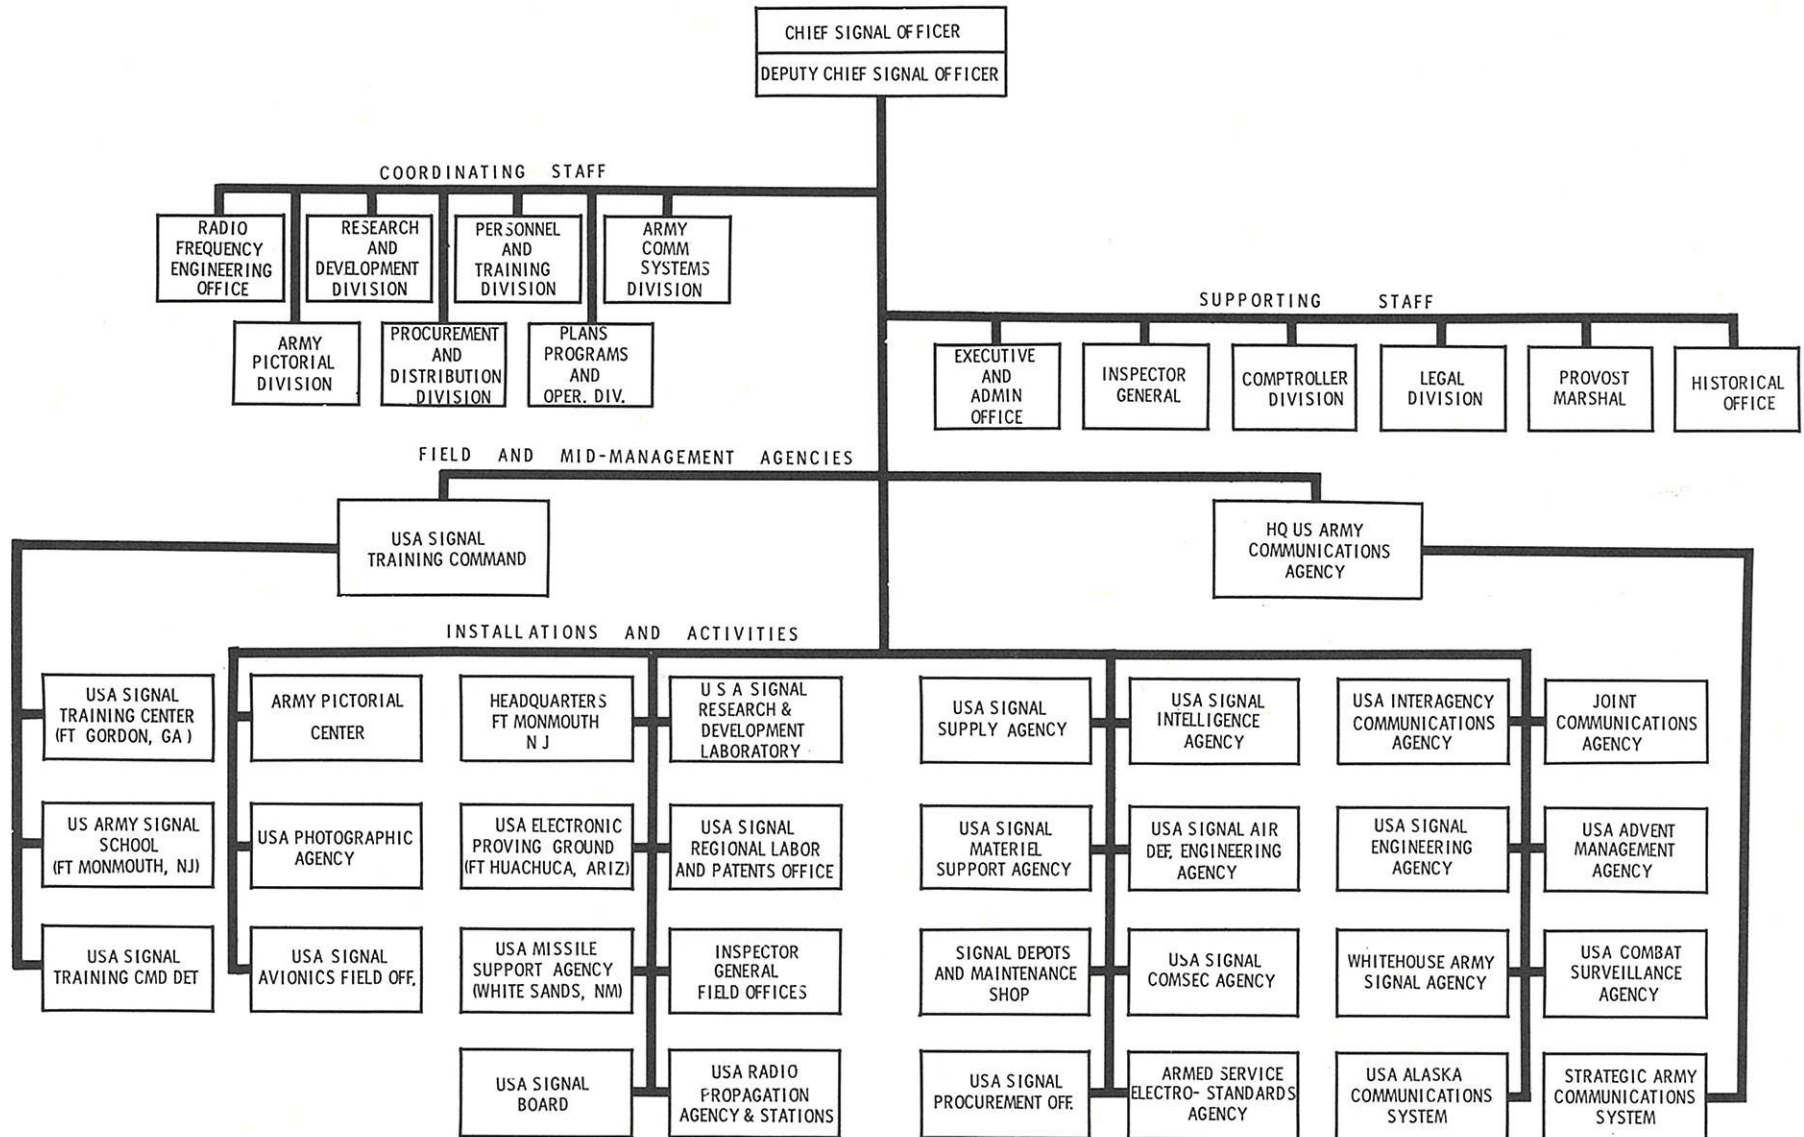 CHIEF SIGNAL OFFICER
DEPUTY CHIEF SIGNAL OFFICER
COORDINATING STAFF
RADIO
FREQUENCY
ENGINEERING
OFFICE
RESEARCH
AND
DEVELOPMENT
DIVISION
PERSONNEL
AND
TRAINING
DIVISION
ARMY
COMM
SYSTEMS
DIVISION
ARMY
PICTORIAL
DIVISION
PROCUREMENT
AND
DISTRIBUTION
DIVISION
PLANS
PROGRAMS
AND
OPER. DIV.
SUPPORTING STAFF
EXECUTIVE
AND
ADMIN
OFFICE
INSPECTOR
GENERAL
COMPTROLLER
DIVISION
LEGAL
DIVISION
PROVOST
MARSHAL
HISTORICAL
OFFICE
FIELD AND MID-MANAGEMENT AGENCIES
USA SIGNAL
TRAINING COMMAND
HQ US ARMY
COMMUNICATIONS
AGENCY
INSTALLATIONS AND ACTIVITIES
USA SIGNAL
TRAINING CENTER
(FT GORDON, GA )
ARMY PICTORIAL
CENTER
HEADQUARTERS
FT MONMOUTH
N J
U S A SIGNAL
RESEARCH &
DEVELOPMENT
LABORATORY
USA SIGNAL
SUPPLY AGENCY
USA SIGNAL
INTELLIGENCE
AGENCY
USA INTERAGENCY
COMMUNICATIONS
AGENCY
JOINT
COMMUNICATIONS
AGENCY
US ARMY SIGNAL
SCHOOL
(FT MONMOUTH, NJ)
USA PHOTOGRAPHIC
AGENCY
USA ELECTRONIC
PROVING GROUND
(FT HUACHUCA, ARIZ)
USA SIGNAL
REGIONAL LABOR
AND PATENTS OFFICE
USA SIGNAL
MATERIEL
SUPPORT AGENCY
USA SIGNAL AIR
DEF. ENGINEERING
AGENCY
USA SIGNAL
ENGINEERING
AGENCY
USA ADVENT
MANAGEMENT
AGENCY
USA SIGNAL
TRAINING CMD DET
USA SIGNAL
AVIONICS FIELD OFF.
USA MISSILE
SUPPORT AGENCY
(WHITE SANDS, NM)
INSPECTOR
GENERAL
FIELD OFFICES
SIGNAL DEPOTS
AND MAINTENANCE
SHOP
USA SIGNAL
COMSEC AGENCY
WHITEHOUSE ARMY
SIGNAL AGENCY
USA COMBAT
SURVEILLANCE
AGENCY
USA SIGNAL
BOARD
USA RADIO
PROPAGATION
AGENCY & STATIONS
USA SIGNAL
PROCUREMENT OFF.
ARMED SERVICE
ELECTRO- STANDARDS
AGENCY
USA ALASKA
COMMUNICATIONS
SYSTEM
STRATEGIC ARMY
COMMUNICATIONS
SYSTEM